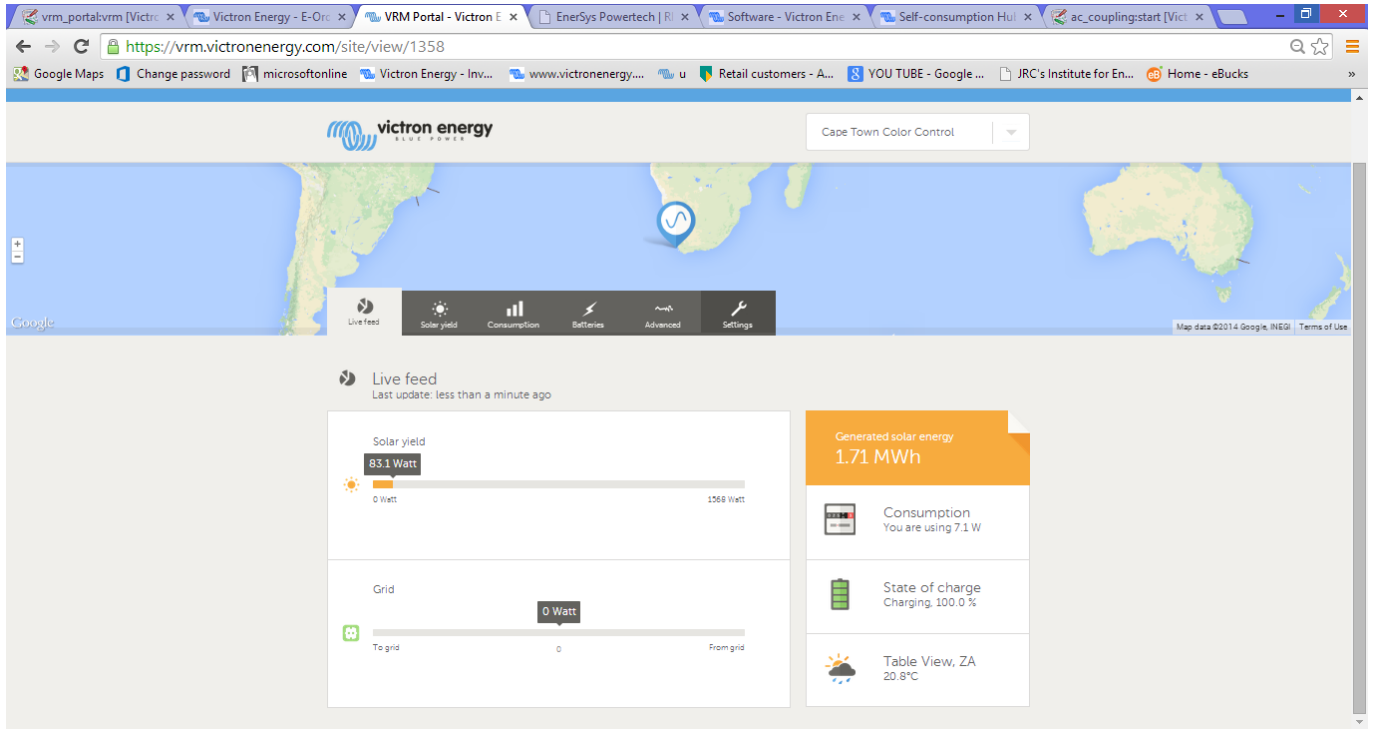 vrm_portal:vrm [Victro
Victron Energy - E-Orc
VRM Portal - Victron E
EnerSys Powertech | R
Software - Victron Ene
Self-consumption Hul
ac_coupling:start [Vict
https://vrm.victronenergy.com/site/view/1358
Google Maps
Change password
microsoftonline
Victron Energy - Inv...
www.victronenergy....
u
Retail customers - A...
YOU TUBE - Google ...
JRC's Institute for En...
Home - eBucks
»
victron energy
BLUE POWER
Cape Town Color Control
+
-
Live feed
Solar yield
Consumption
Batteries
Advanced
Settings
Google
Map data ©2014 Google, INEGI
Terms of Use
Live feed
Last update: less than a minute ago
Solar yield
83.1 Watt
0 Watt
1568 Watt
Grid
0 Watt
To grid
0
From grid
Generated solar energy
1.71 MWh
Consumption
You are using 7.1 W
State of charge
Charging, 100.0 %
Table View, ZA
20.8°C